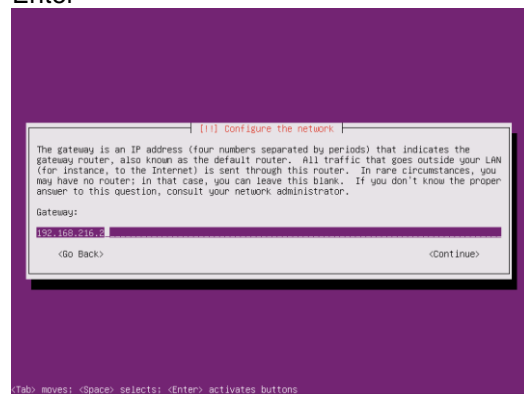 Enter
[!!] Configure the network
The gateway is an IP address (four numbers separated by periods) that indicates the
gateway router, also known as the default router.  All traffic that goes outside your LAN
(for instance, to the Internet) is sent through this router.  In rare circumstances, you
may have no router; in that case, you can leave this blank.  If you don't know the proper
answer to this question, consult your network administrator.
Gateway:
192.168.216.2
<Go Back> <Continue>
<Tab> moves; <Space> selects; <Enter> activates buttons